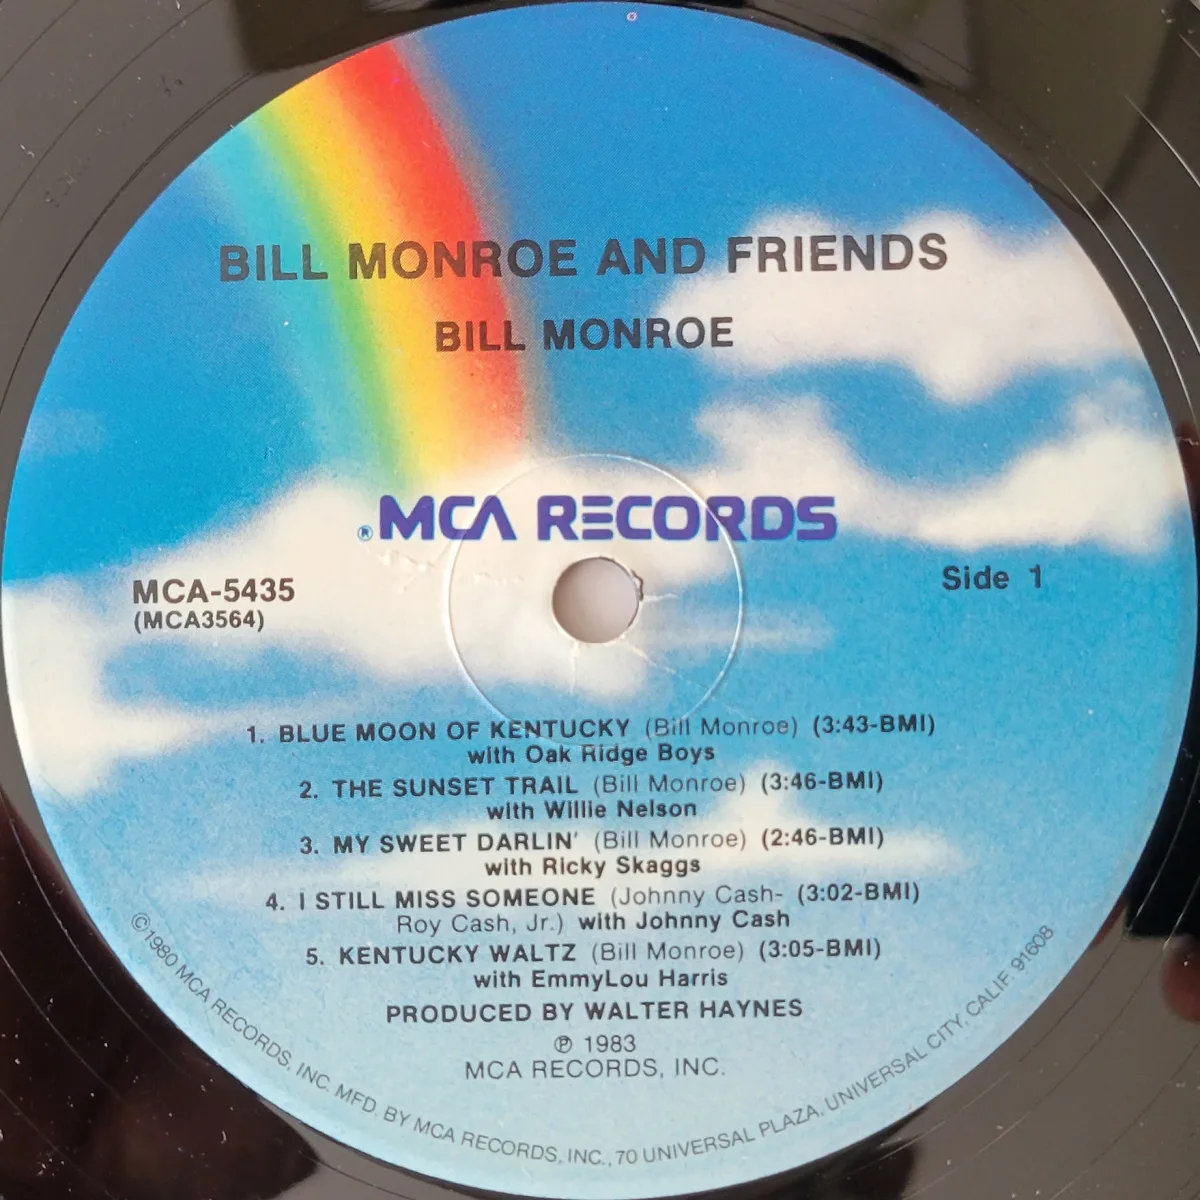 BILL MONROE AND FRIENDS
BILL MONROE
® MCA RECORDS
MCA-5435
(MCA3564)
Side 1
1. BLUE MOON OF KENTUCKY (Bill Monroe) (3:43-BMI)
with Oak Ridge Boys
2. THE SUNSET TRAIL (Bill Monroe) (3:46-BMI)
with Willie Nelson
3. MY SWEET DARLIN' (Bill Monroe) (2:46-BMI)
with Ricky Skaggs
4. I STILL MISS SOMEONE (Johnny Cash- (3:02-BMI)
Roy Cash, Jr.) with Johnny Cash
5. KENTUCKY WALTZ (Bill Monroe) (3:05-BMI)
with EmmyLou Harris
PRODUCED BY WALTER HAYNES
℗ 1983
MCA RECORDS, INC.
©1980 MCA RECORDS, INC. MFD. BY MCA RECORDS, INC., 70 UNIVERSAL PLAZA, UNIVERSAL CITY, CALIF. 91608